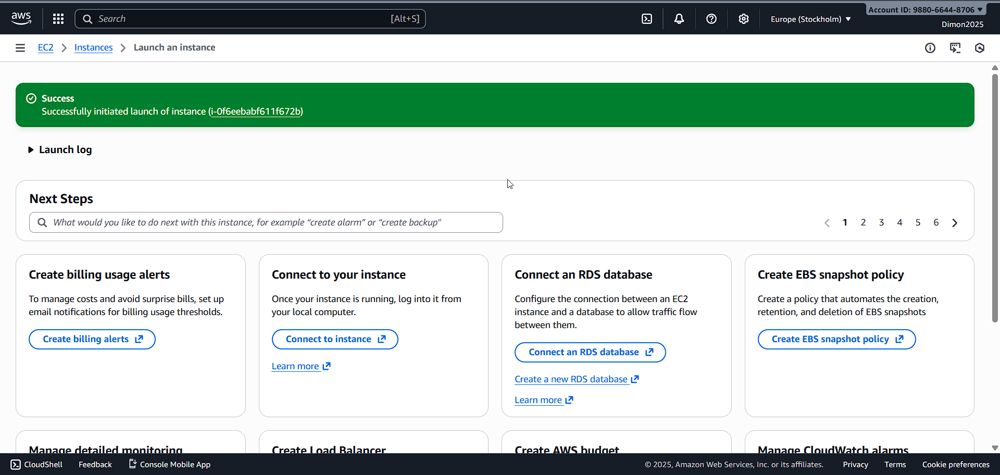 aws
Search
[Alt+S]
Europe (Stockholm)
Account ID: 9880-6644-8706
Dimon2025
EC2
Instances
Launch an instance
Success
Successfully initiated launch of instance (i-0f6eebabf611f672b)
Launch log
Next Steps
What would you like to do next with this instance, for example “create alarm” or “create backup"
1 2 3 4 5 6
Create billing usage alerts
To manage costs and avoid surprise bills, set up
email notifications for billing usage thresholds.
Create billing alerts
Connect to your instance
Once your instance is running, log into it from
your local computer.
Connect to instance
Learn more
Connect an RDS database
Configure the connection between an EC2
instance and a database to allow traffic flow
between them.
Connect an RDS database
Create a new RDS database
Learn more
Create EBS snapshot policy
Create a policy that automates the creation,
retention, and deletion of EBS snapshots
Create EBS snapshot policy
Manage detailed monitoring
Create Load Balancer
Create AWS budget
Manage CloudWatch alarms
CloudShell
Feedback
Console Mobile App
© 2025, Amazon Web Services, Inc. or its affiliates.
Privacy
Terms
Cookie preferences